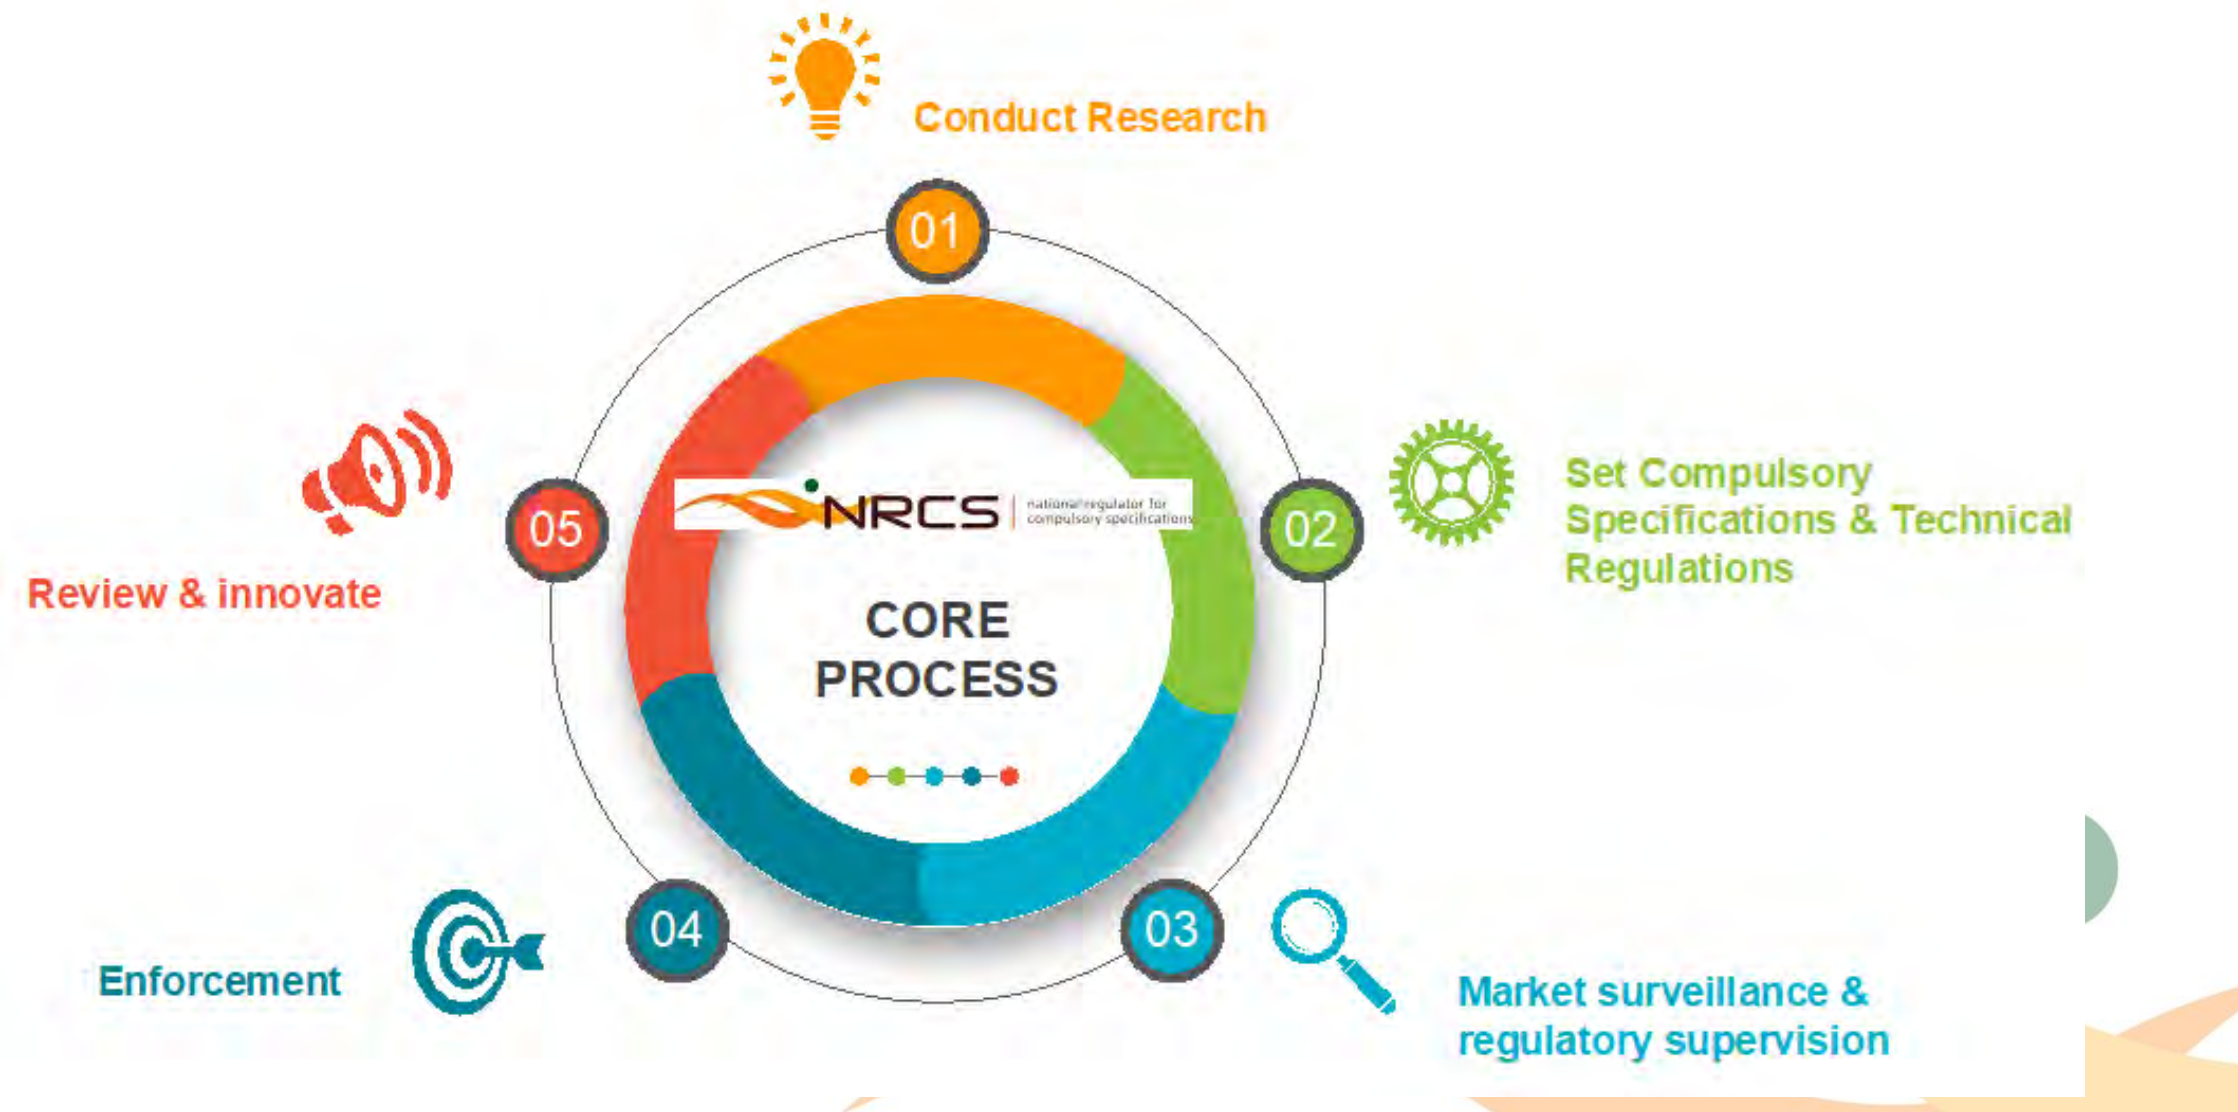 Conduct Research
01
05
02
Set Compulsory
Specifications & Technical
Regulations
NRCS
national regulator for
compulsory specifications
Review & innovate
CORE
PROCESS
04
03
Enforcement
Market surveillance &
regulatory supervision